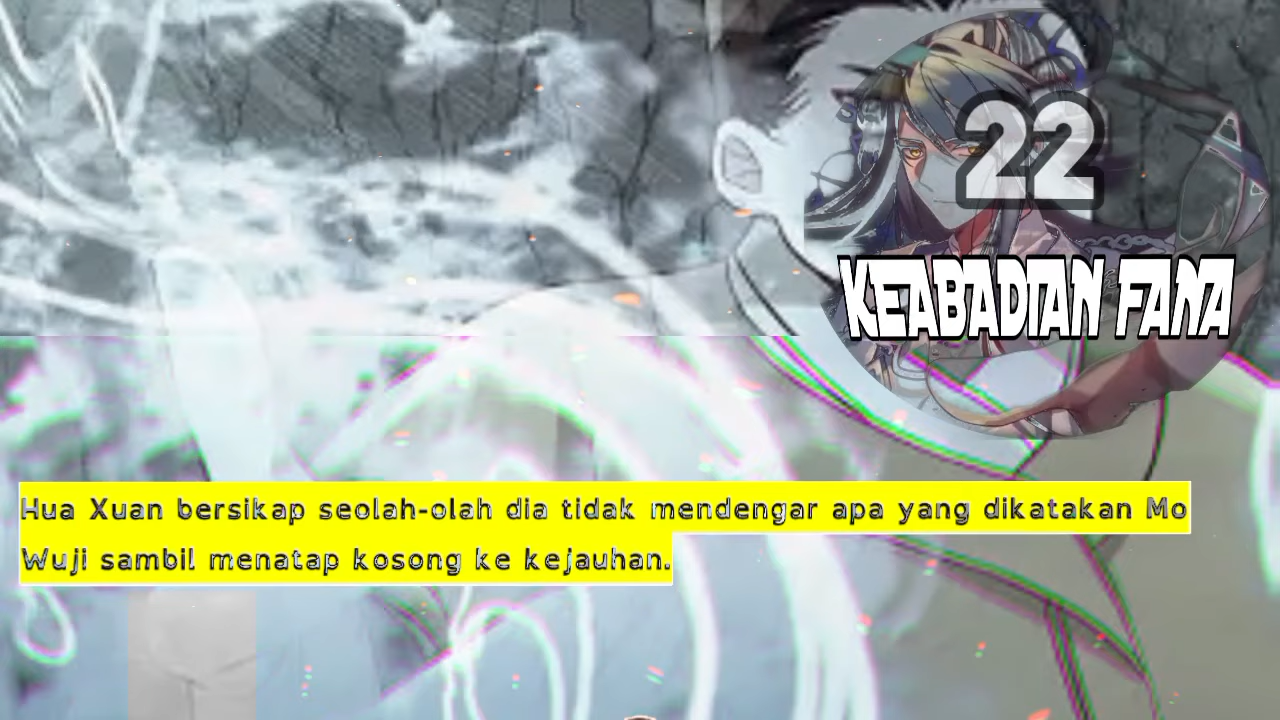 22
KEABADIAN FANA
Hua Xuan bersikap seolah-olah dia tidak mendengar apa yang dikatakan Mo
Wuji sambil menatap kosong ke kejauhan.